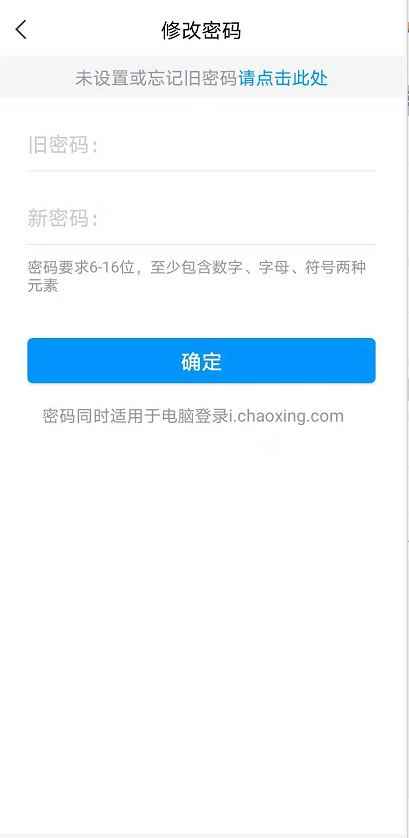 修改密码
未设置或忘记旧密码请点击此处
旧密码：
新密码：
密码要求6-16位，至少包含数字、字母、符号两种
元素
确定
密码同时适用于电脑登录i.chaoxing.com